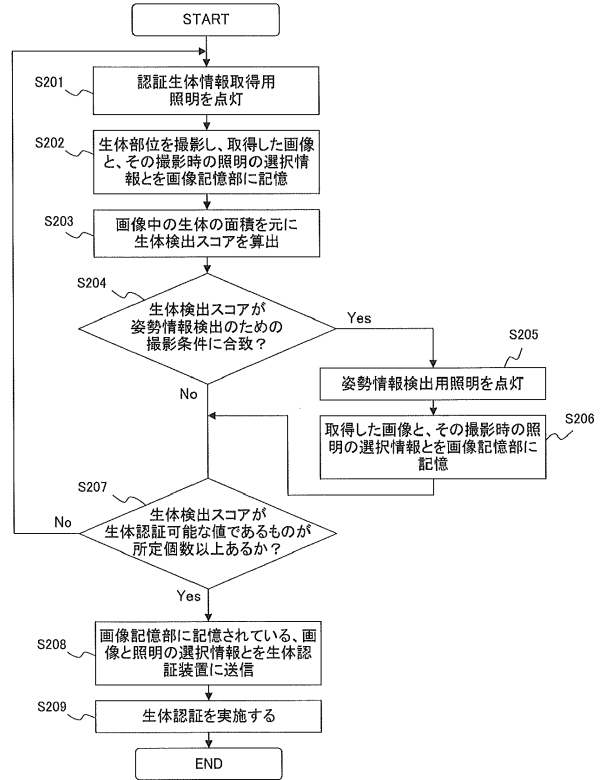 START
S201
認証生体情報取得用
照明を点灯
S202
生体部位を撮影し、取得した画像
と、その撮影時の照明の選択情
報とを画像記憶部に記憶
S203
画像中の生体の面積を元に
生体検出スコアを算出
S204
生体検出スコアが
姿勢情報検出のための
撮影条件に合致?
Yes
No
S205
姿勢情報検出用照明を点灯
S206
取得した画像と、その撮影時の照
明の選択情報とを画像記憶部に
記憶
S207
生体検出スコアが
生体認証可能な値であるものが
所定個数以上あるか?
No
Yes
S208
画像記憶部に記憶されている、画
像と照明の選択情報とを生体認
証装置に送信
S209
生体認証を実施する
END